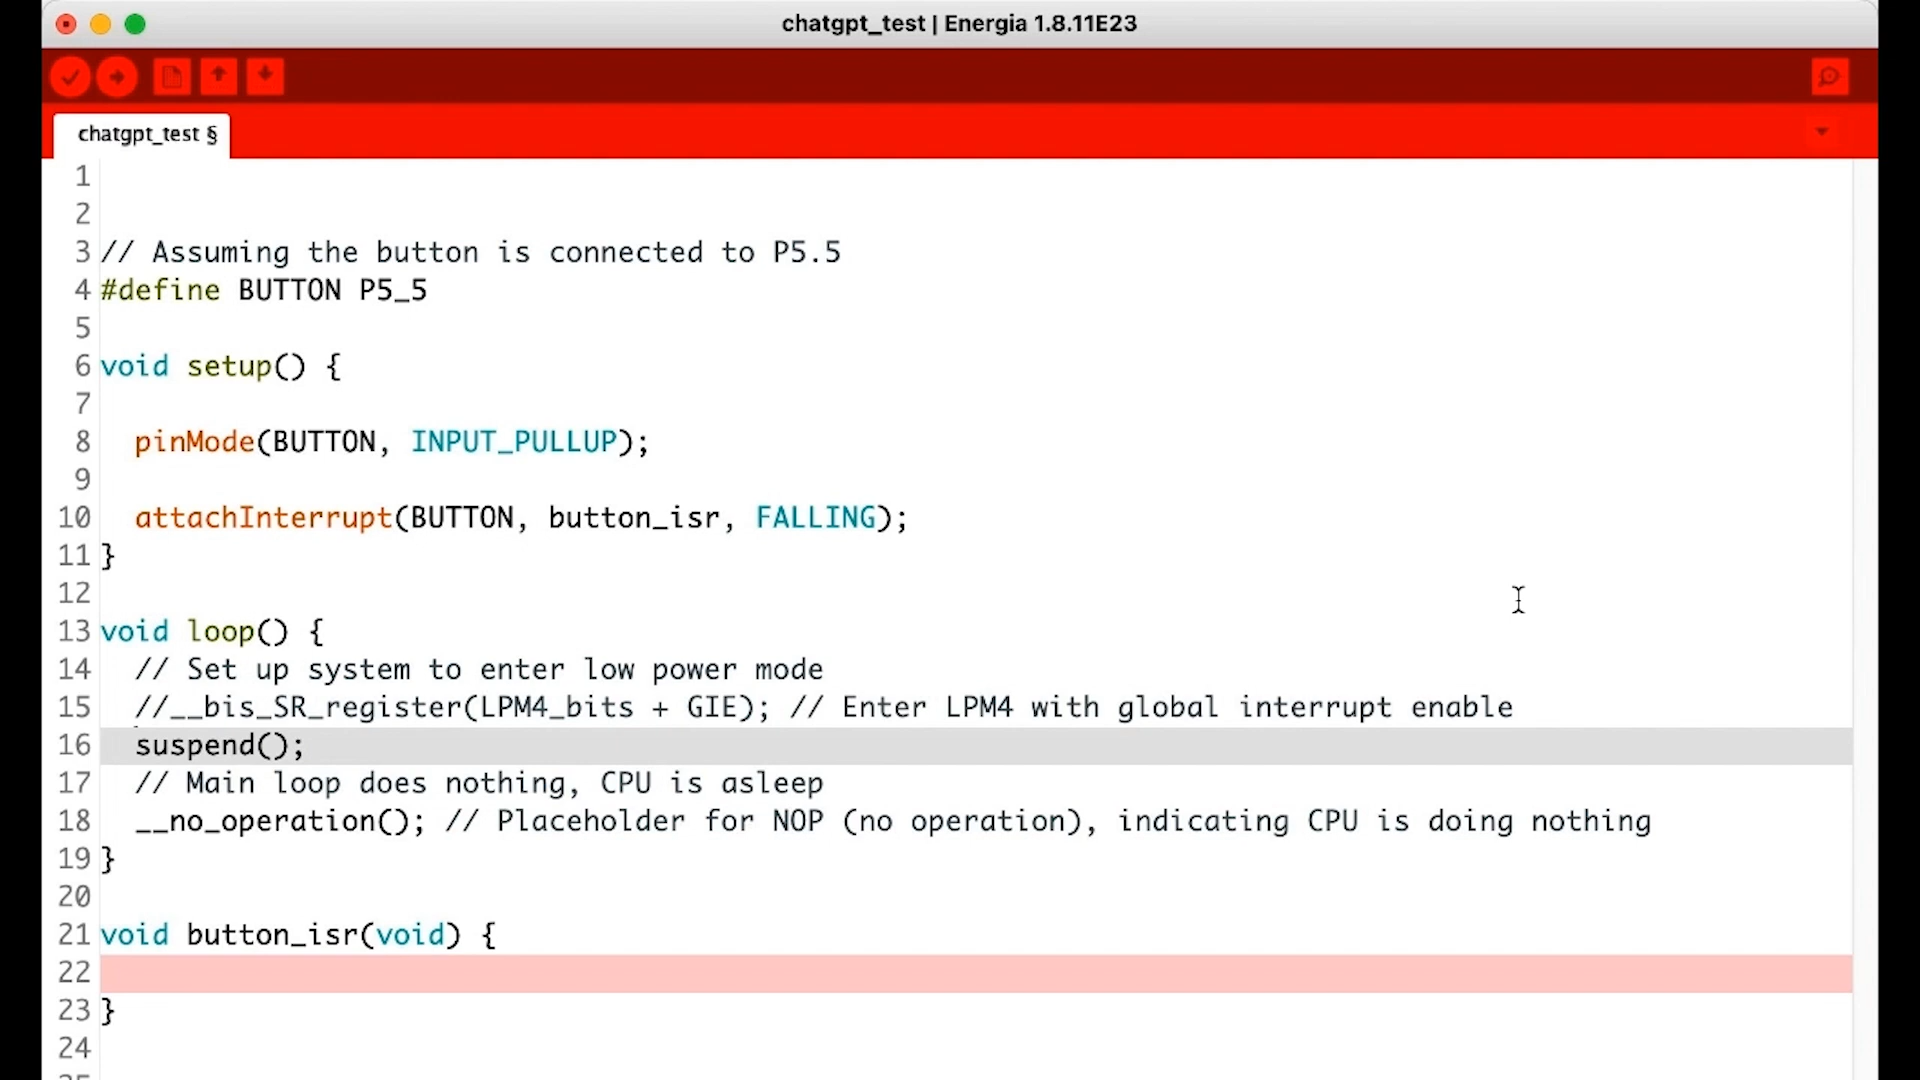 chatgpt_test | Energia 1.8.11E23
chatgpt_test §
1
2
3 // Assuming the button is connected to P5.5
4 #define BUTTON P5_5
5
6 void setup() {
7
8 pinMode(BUTTON, INPUT_PULLUP);
9
10 attachInterrupt(BUTTON, button_isr, FALLING);
11 }
12
13 void loop() {
14 // Set up system to enter low power mode
15 //__bis_SR_register(LPM4_bits + GIE); // Enter LPM4 with global interrupt enable
16 suspend();
17 // Main loop does nothing, CPU is asleep
18 __no_operation(); // Placeholder for NOP (no operation), indicating CPU is doing nothing
19 }
20
21 void button_isr(void) {
22
23 }
24